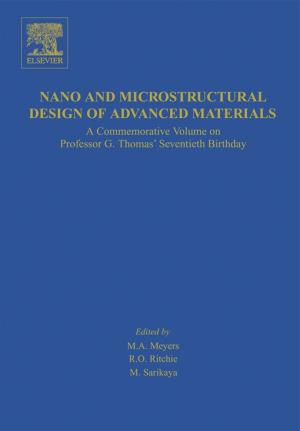 ELSEVIER
NANO AND MICROSTRUCTURAL
DESIGN OF ADVANCED MATERIALS
A Commemorative Volume on
Professor G. Thomas' Seventieth Birthday
Edited by
M.A. Meyers
R.O. Ritchie
M. Sarikaya